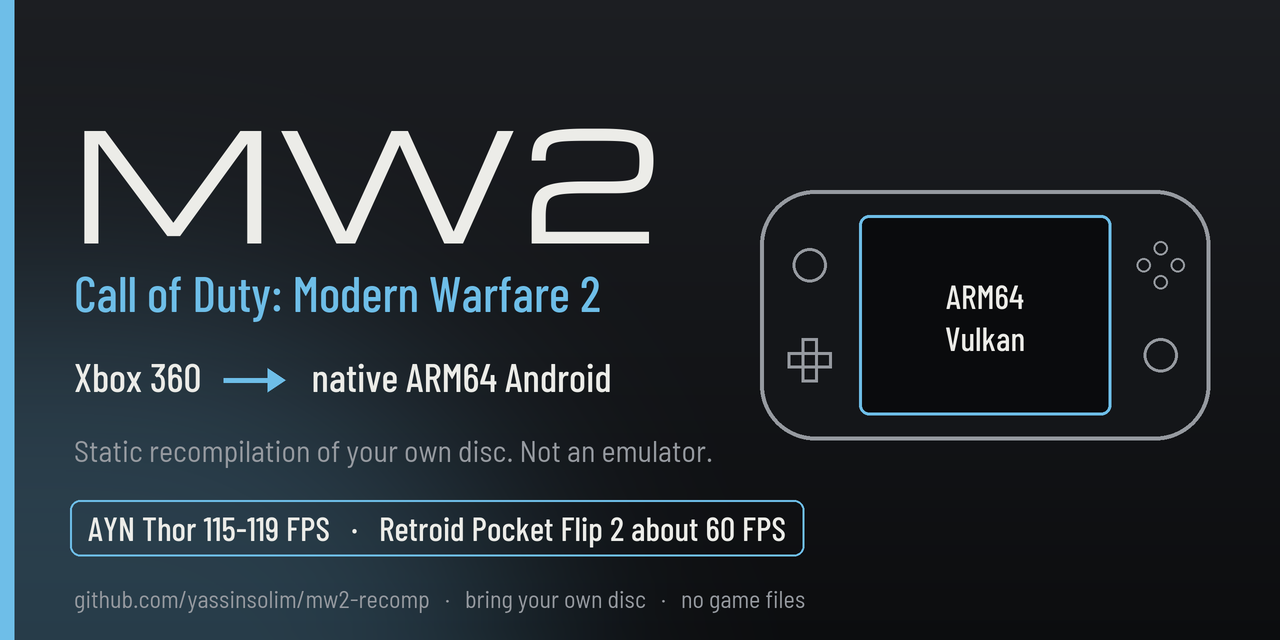 MW2
Call of Duty: Modern Warfare 2
Xbox 360 → native ARM64 Android
Static recompilation of your own disc. Not an emulator.
AYN Thor 115-119 FPS · Retroid Pocket Flip 2 about 60 FPS
github.com/yassinsolim/mw2-recomp · bring your own disc · no game files
ARM64
Vulkan